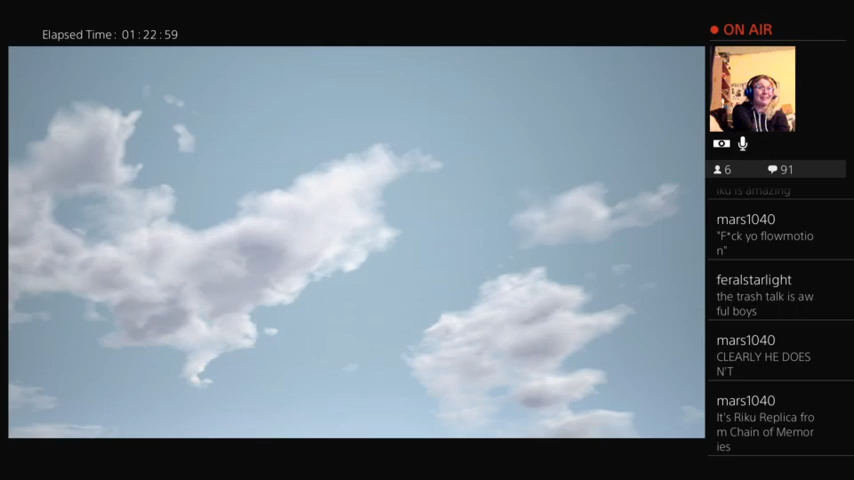 Elapsed Time: 01:22:59
ON AIR
6 91
iku is amazing
mars1040
"F*ck yo flowmotio
n"
feralstarlight
the trash talk is aw
ful boys
mars1040
CLEARLY HE DOES
N'T
mars1040
It's Riku Replica fro
m Chain of Memor
ies